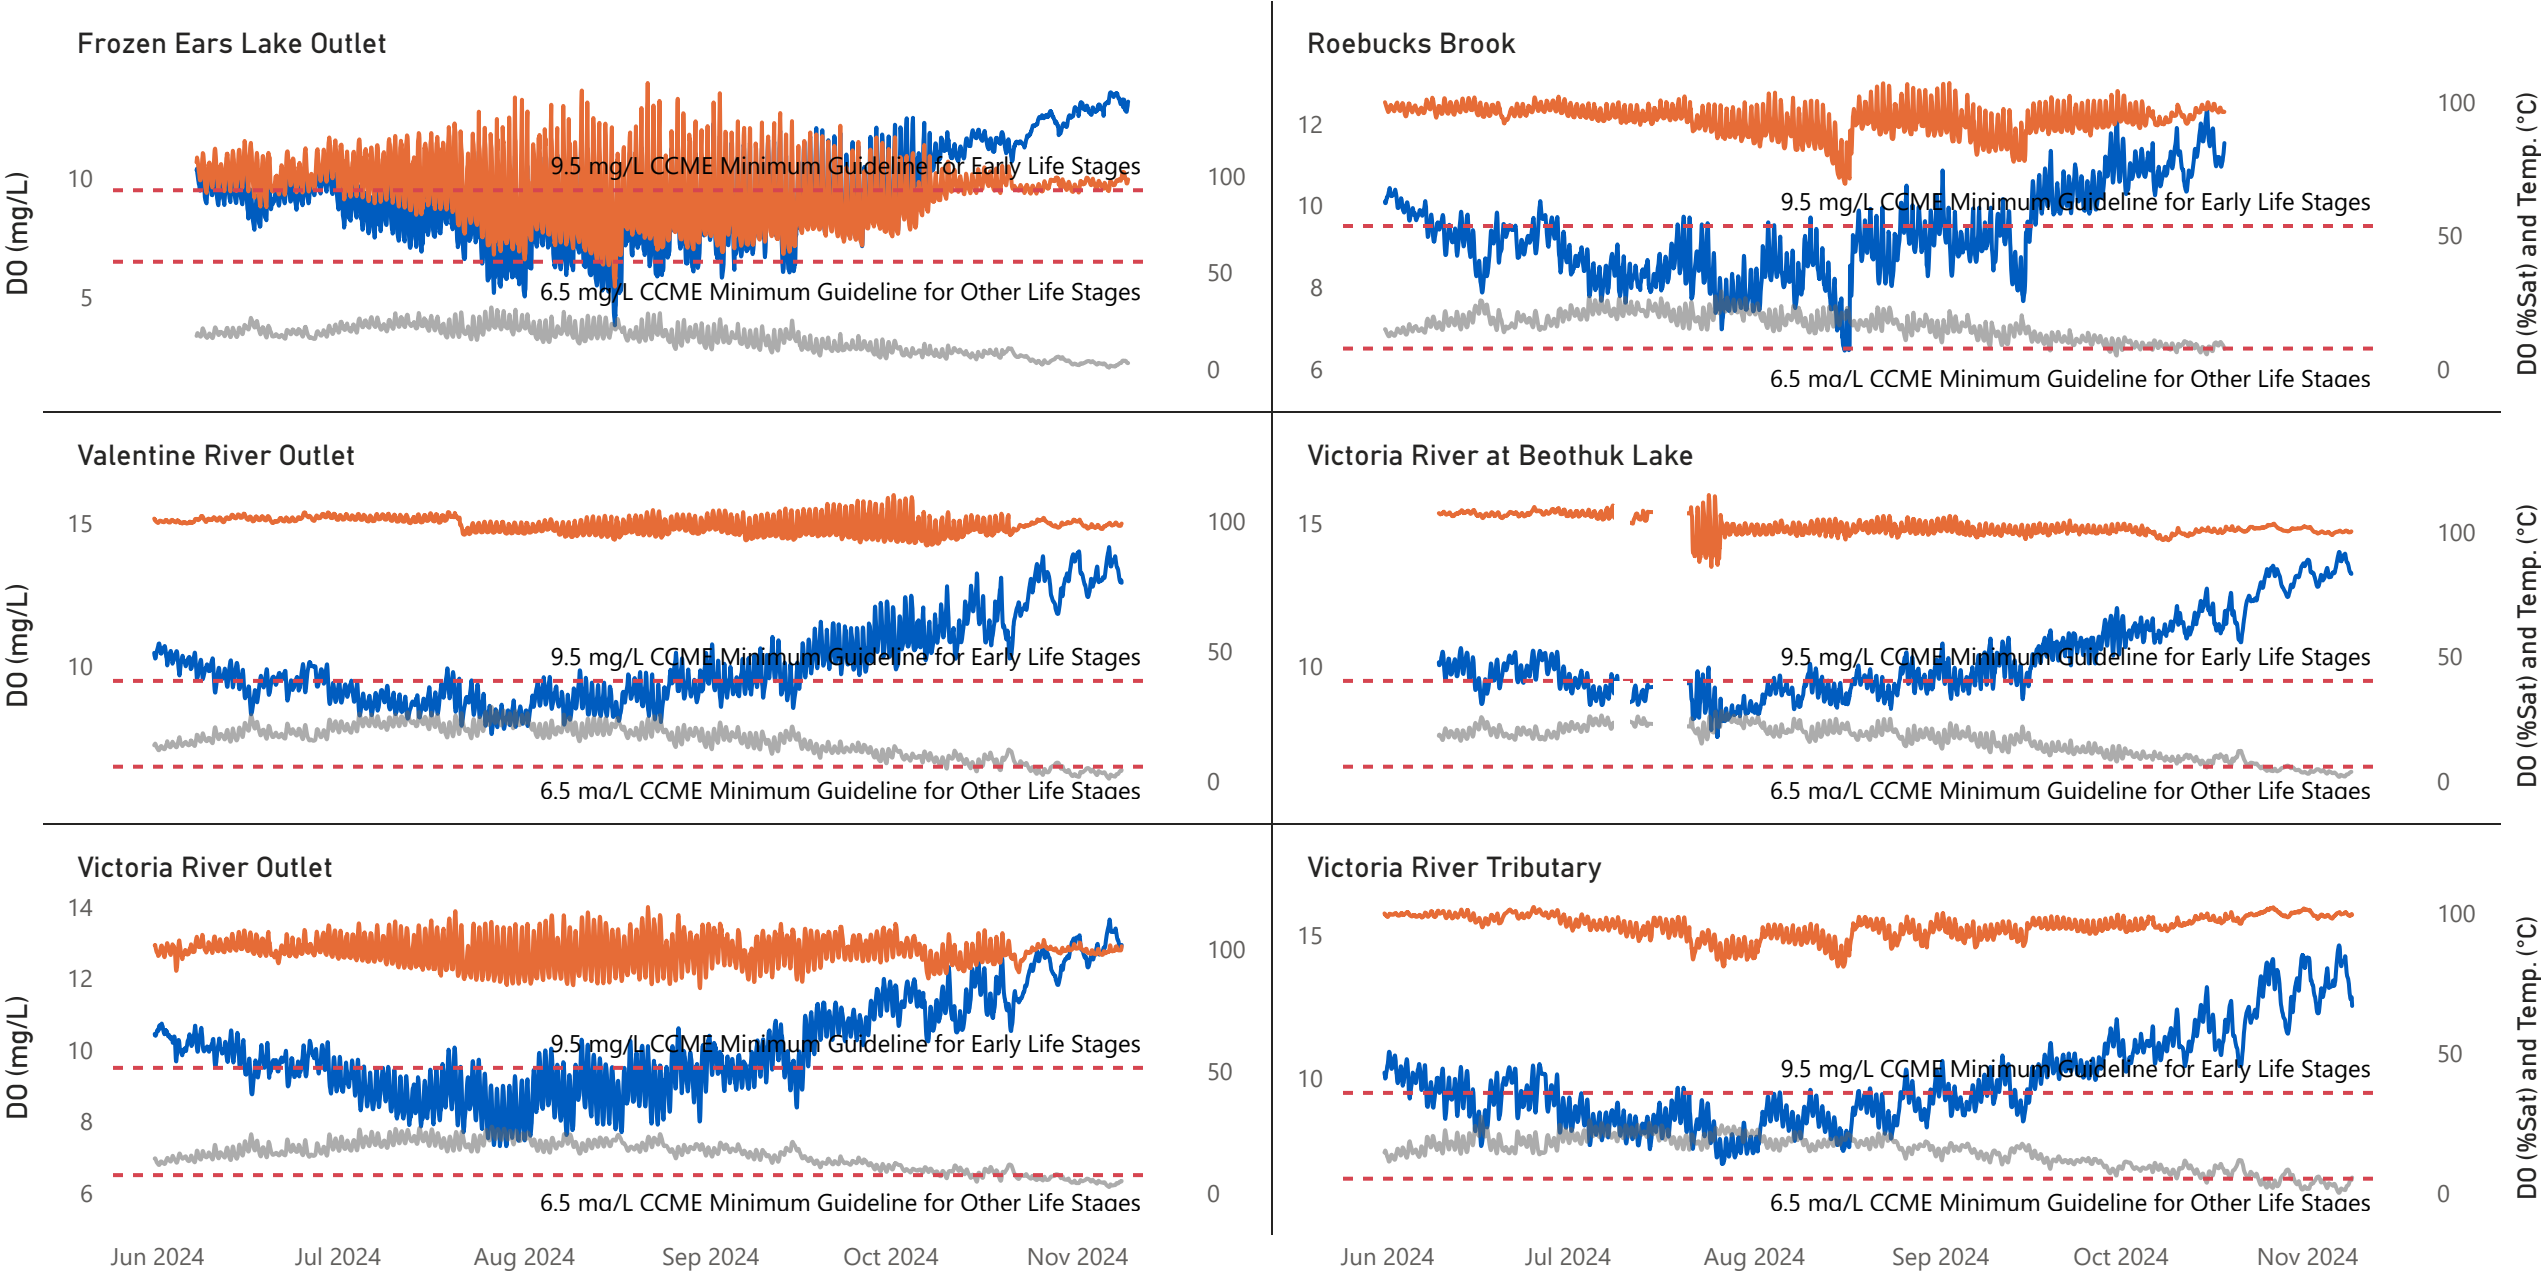 Frozen Ears Lake Outlet
DO (mg/L)
10
5
100
50
0
9.5 mg/L CCME Minimum Guideline for Early Life Stages
6.5 mg/L CCME Minimum Guideline for Other Life Stages
Roebucks Brook
12
10
8
6
100
50
0
DO (%Sat) and Temp. (°C)
9.5 mg/L CCME Minimum Guideline for Early Life Stages
6.5 mg/L CCME Minimum Guideline for Other Life Stages
Valentine River Outlet
DO (mg/L)
15
10
100
50
0
9.5 mg/L CCME Minimum Guideline for Early Life Stages
6.5 mg/L CCME Minimum Guideline for Other Life Stages
Victoria River at Beothuk Lake
15
10
100
50
0
DO (%Sat) and Temp. (°C)
9.5 mg/L CCME Minimum Guideline for Early Life Stages
6.5 mg/L CCME Minimum Guideline for Other Life Stages
Victoria River Outlet
DO (mg/L)
14
12
10
8
6
100
50
0
9.5 mg/L CCME Minimum Guideline for Early Life Stages
6.5 mg/L CCME Minimum Guideline for Other Life Stages
Victoria River Tributary
15
10
100
50
0
DO (%Sat) and Temp. (°C)
9.5 mg/L CCME Minimum Guideline for Early Life Stages
6.5 mg/L CCME Minimum Guideline for Other Life Stages
Jun 2024 Jul 2024 Aug 2024 Sep 2024 Oct 2024 Nov 2024
Jun 2024 Jul 2024 Aug 2024 Sep 2024 Oct 2024 Nov 2024